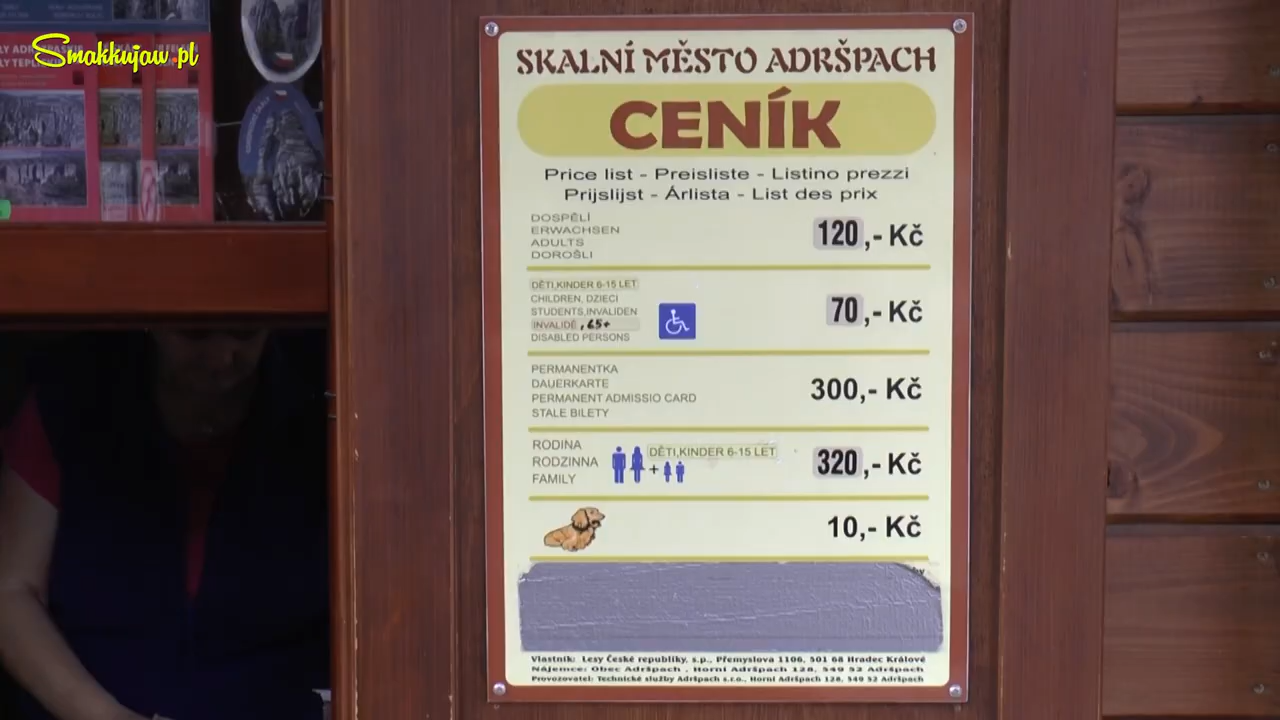 Smakkujaw.pl
SKALNÍ MĚSTO ADRŠPACH
CENÍK
Price list - Preisliste - Listino prezzi
Prijslijst - Árlista - List des prix
DOSPĚLÍ
ERWACHSEN
ADULTS
DOROŚLI
120,- Kč
DĚTI,KINDER 6-15 LET
CHILDREN, DZIECI
STUDENTS,INVALIDEN
INVALIDÉ , 65+
DISABLED PERSONS
70,- Kč
PERMANENTKA
DAUERKARTE
PERMANENT ADMISSIO CARD
STALE BILETY
300,- Kč
RODINA
RODZINNA
FAMILY
+
DĚTI,KINDER 6-15 LET
320,- Kč
10,- Kč
Vlastník: Lesy České republiky, s.p., Přemyslova 1106, 501 68 Hradec Králové
Nájemce: Obec Adršpach , Horní Adršpach 128, 549 52 Adršpach
Provozovatel: Technické služby Adršpach s.r.o., Horní Adršpach 128, 549 52 Adršpach